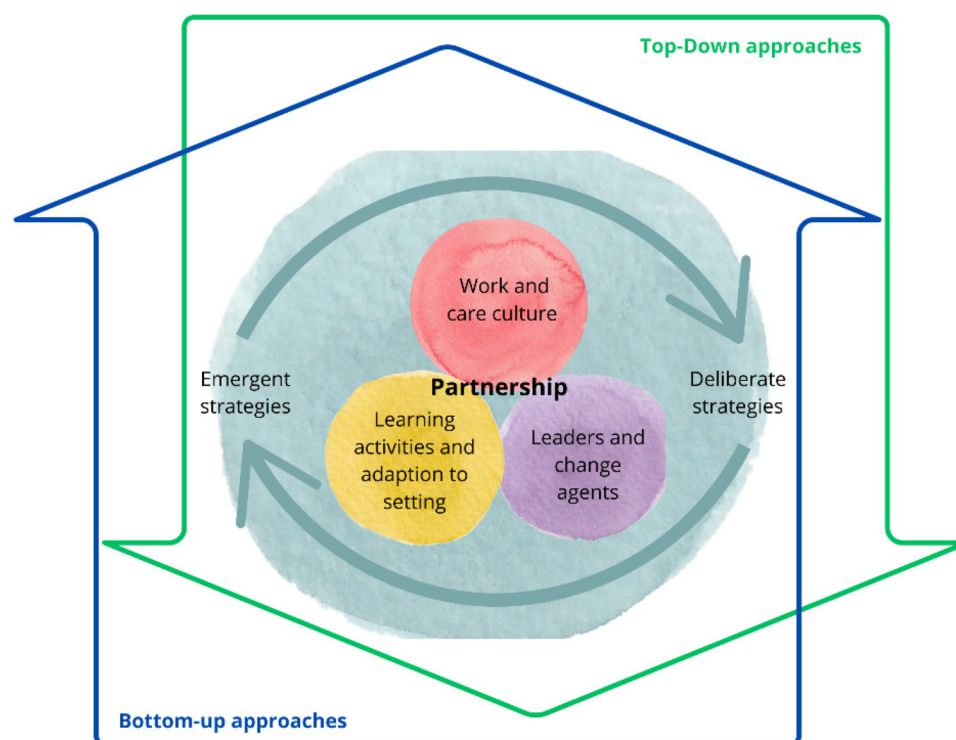 Top-Down approaches
Work and
care culture
Emergent
strategies
Partnership
Deliberate
strategies
Learning
activities and
adaption to
setting
Leaders and
change
agents
Bottom-up approaches